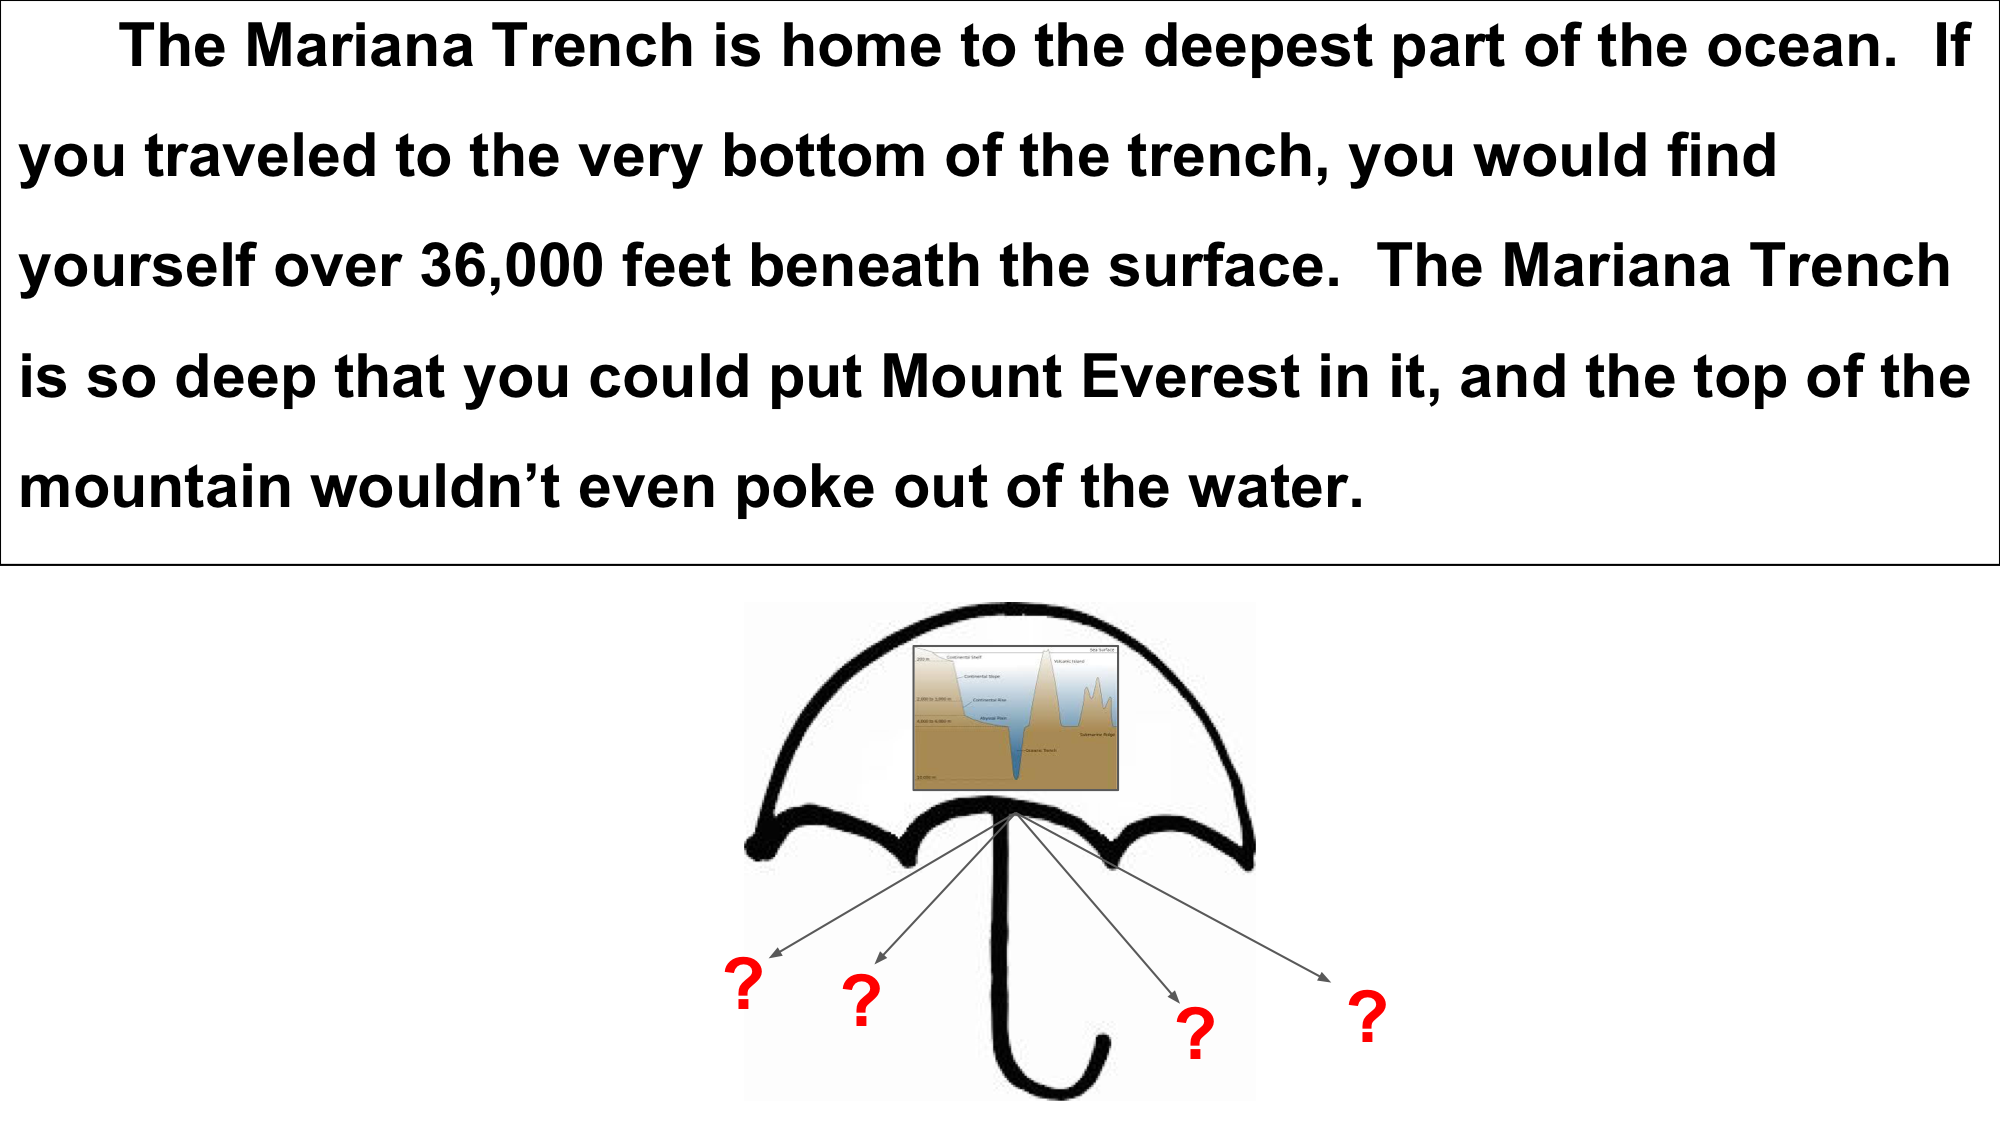 The Mariana Trench is home to the deepest part of the ocean.  If
you traveled to the very bottom of the trench, you would find
yourself over 36,000 feet beneath the surface.  The Mariana Trench
is so deep that you could put Mount Everest in it, and the top of the
mountain wouldn’t even poke out of the water.
Sea Surface
Continental Shelf
200 m
Volcanic Island
Continental Slope
Continental Rise
Abyssal Plain
Submarine Ridge
Oceanic Trench
?
?
?
?